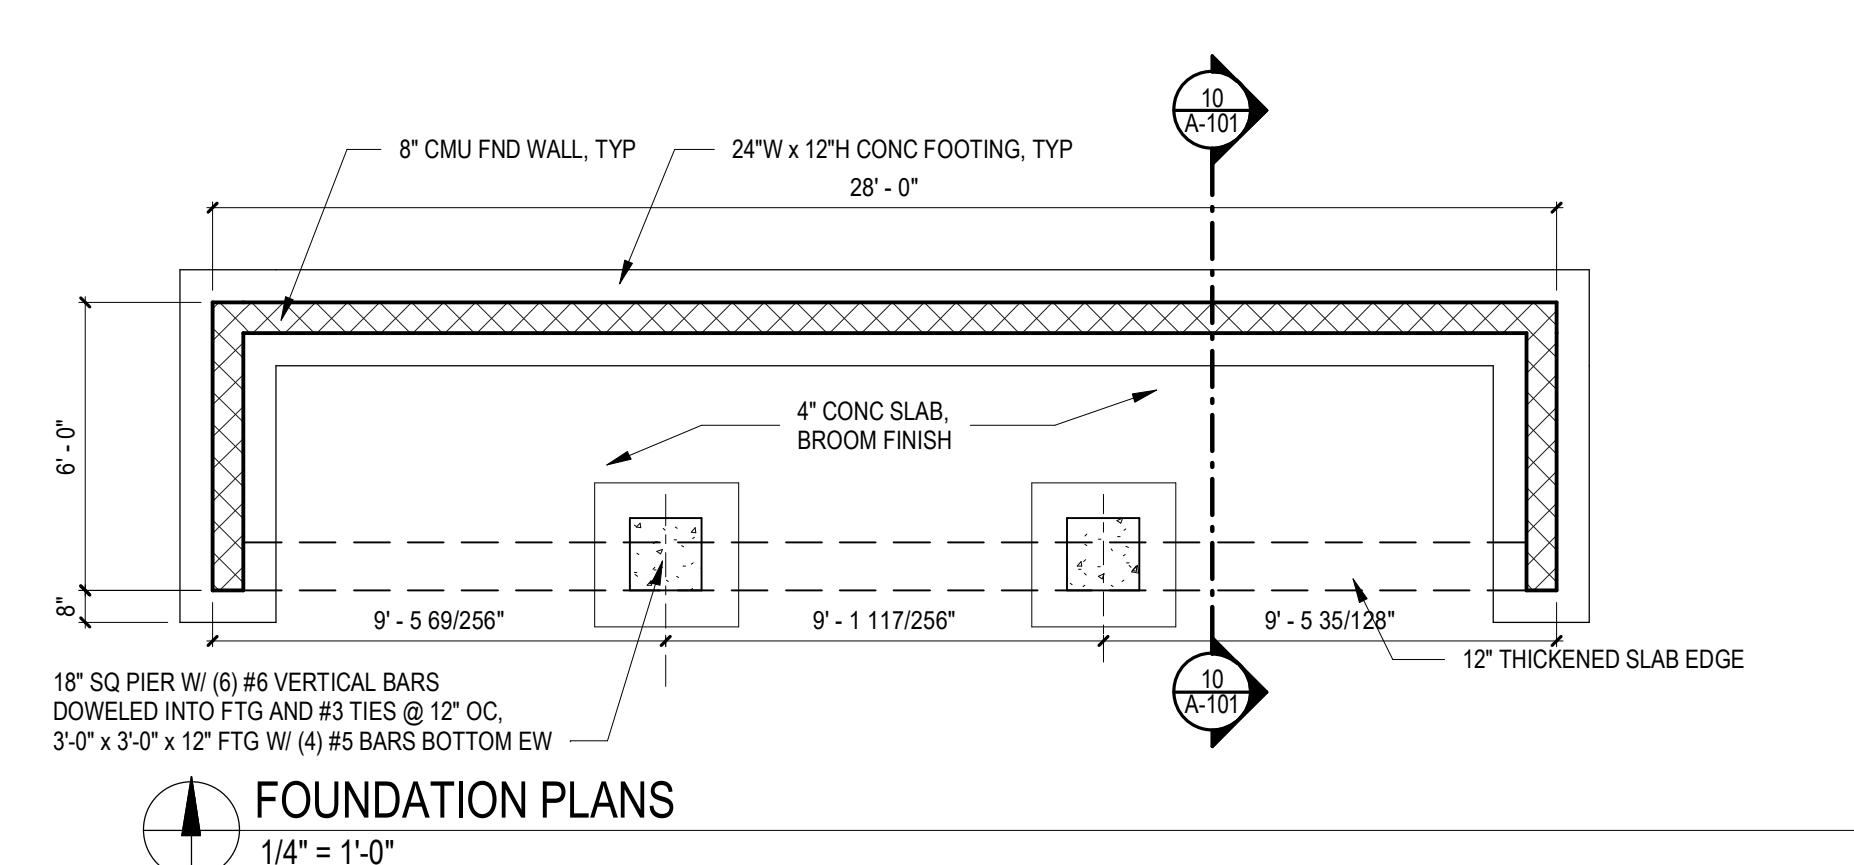 10
A-101
8" CMU FND WALL, TYP
24"W x 12"H CONC FOOTING, TYP
28' - 0"
6' - 0"
4" CONC SLAB,
BROOM FINISH
8"
9' - 5 69/256"
9' - 1 117/256"
9' - 5 35/128"
12" THICKENED SLAB EDGE
10
A-101
18" SQ PIER W/ (6) #6 VERTICAL BARS
DOWELED INTO FTG AND #3 TIES @ 12" OC,
3'-0" x 3'-0" x 12" FTG W/ (4) #5 BARS BOTTOM EW
FOUNDATION PLANS
1/4" = 1'-0"